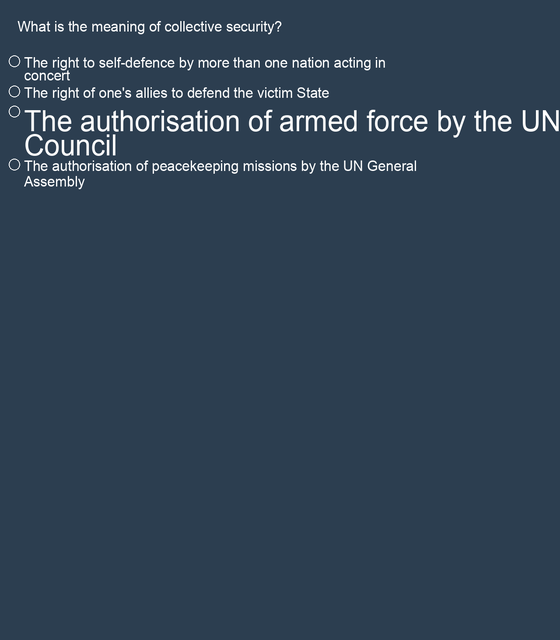 What is the meaning of collective security?
The right to self-defence by more than one nation acting in
concert
The right of one's allies to defend the victim State
The authorisation of armed force by the UN
Council
The authorisation of peacekeeping missions by the UN General
Assembly